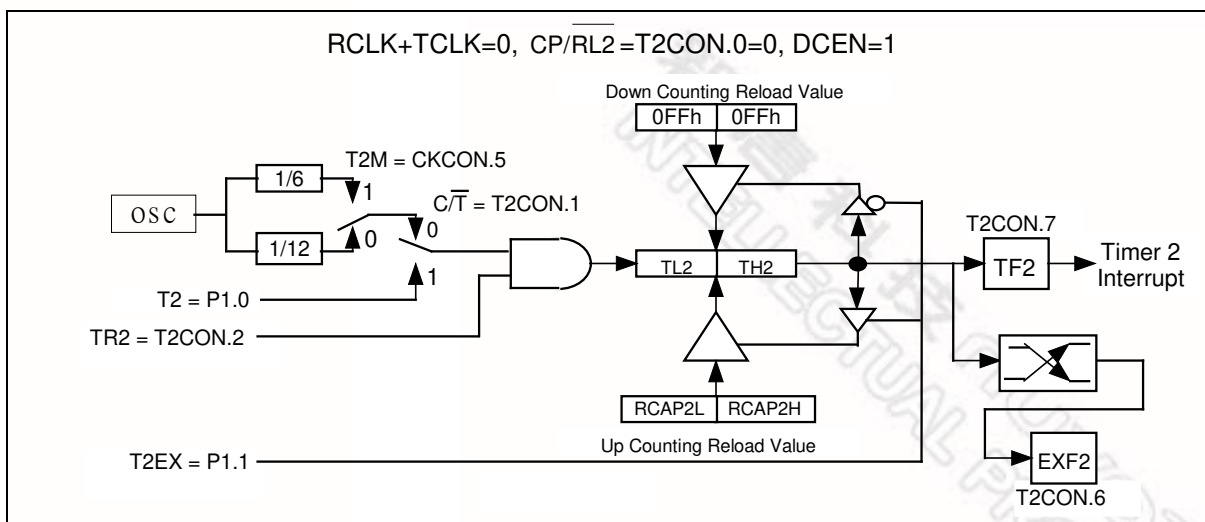 RCLK+TCLK=0, CP/RL2=T2CON.0=0, DCEN=1
Down Counting Reload Value
0FFh 0FFh
T2M = CKCON.5
1/6
1
C/T = T2CON.1
OSC
0
0
1/12
1
T2 = P1.0
TR2 = T2CON.2
TL2 TH2
T2CON.7
TF2
Timer 2
Interrupt
RCAP2L RCAP2H
Up Counting Reload Value
T2EX = P1.1
EXF2
T2CON.6
INTELLECTUAL